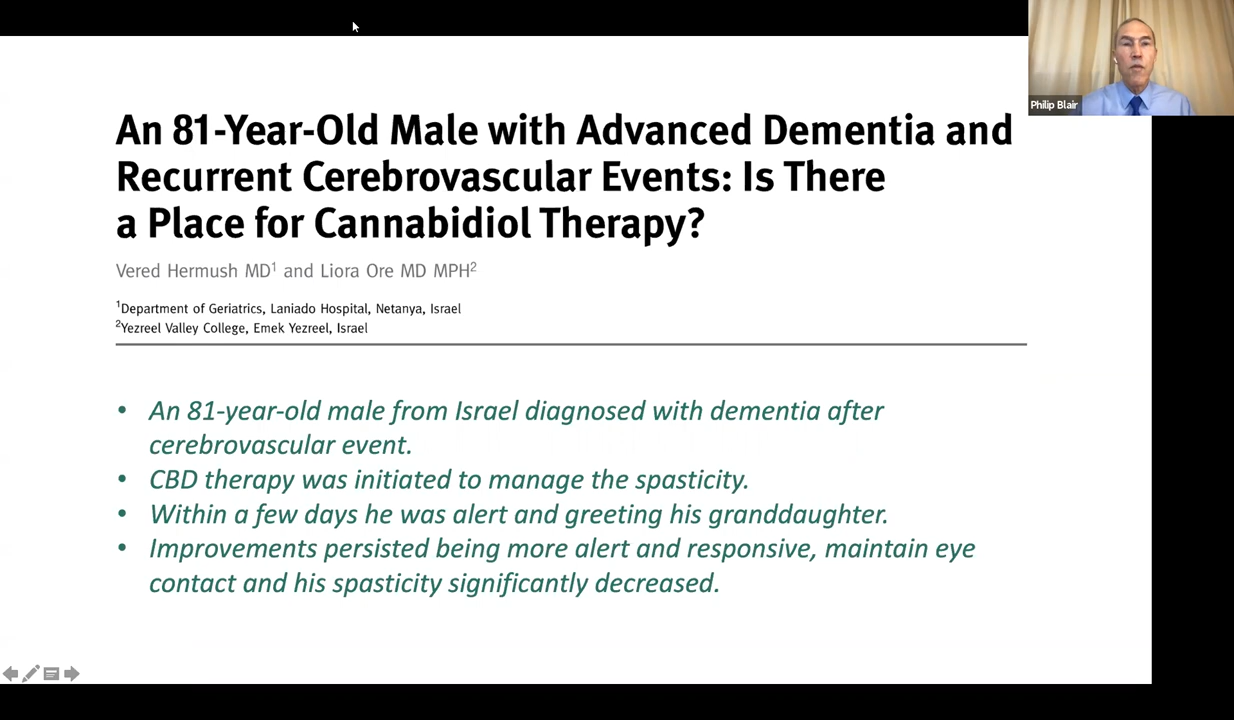 An 81-Year-Old Male with Advanced Dementia and
Recurrent Cerebrovascular Events: Is There
a Place for Cannabidiol Therapy?
Vered Hermush MD1 and Liora Ore MD MPH2
1Department of Geriatrics, Laniado Hospital, Netanya, Israel
2Yezreel Valley College, Emek Yezreel, Israel
• An 81-year-old male from Israel diagnosed with dementia after
cerebrovascular event.
• CBD therapy was initiated to manage the spasticity.
• Within a few days he was alert and greeting his granddaughter.
• Improvements persisted being more alert and responsive, maintain eye
contact and his spasticity significantly decreased.
Philip Blair